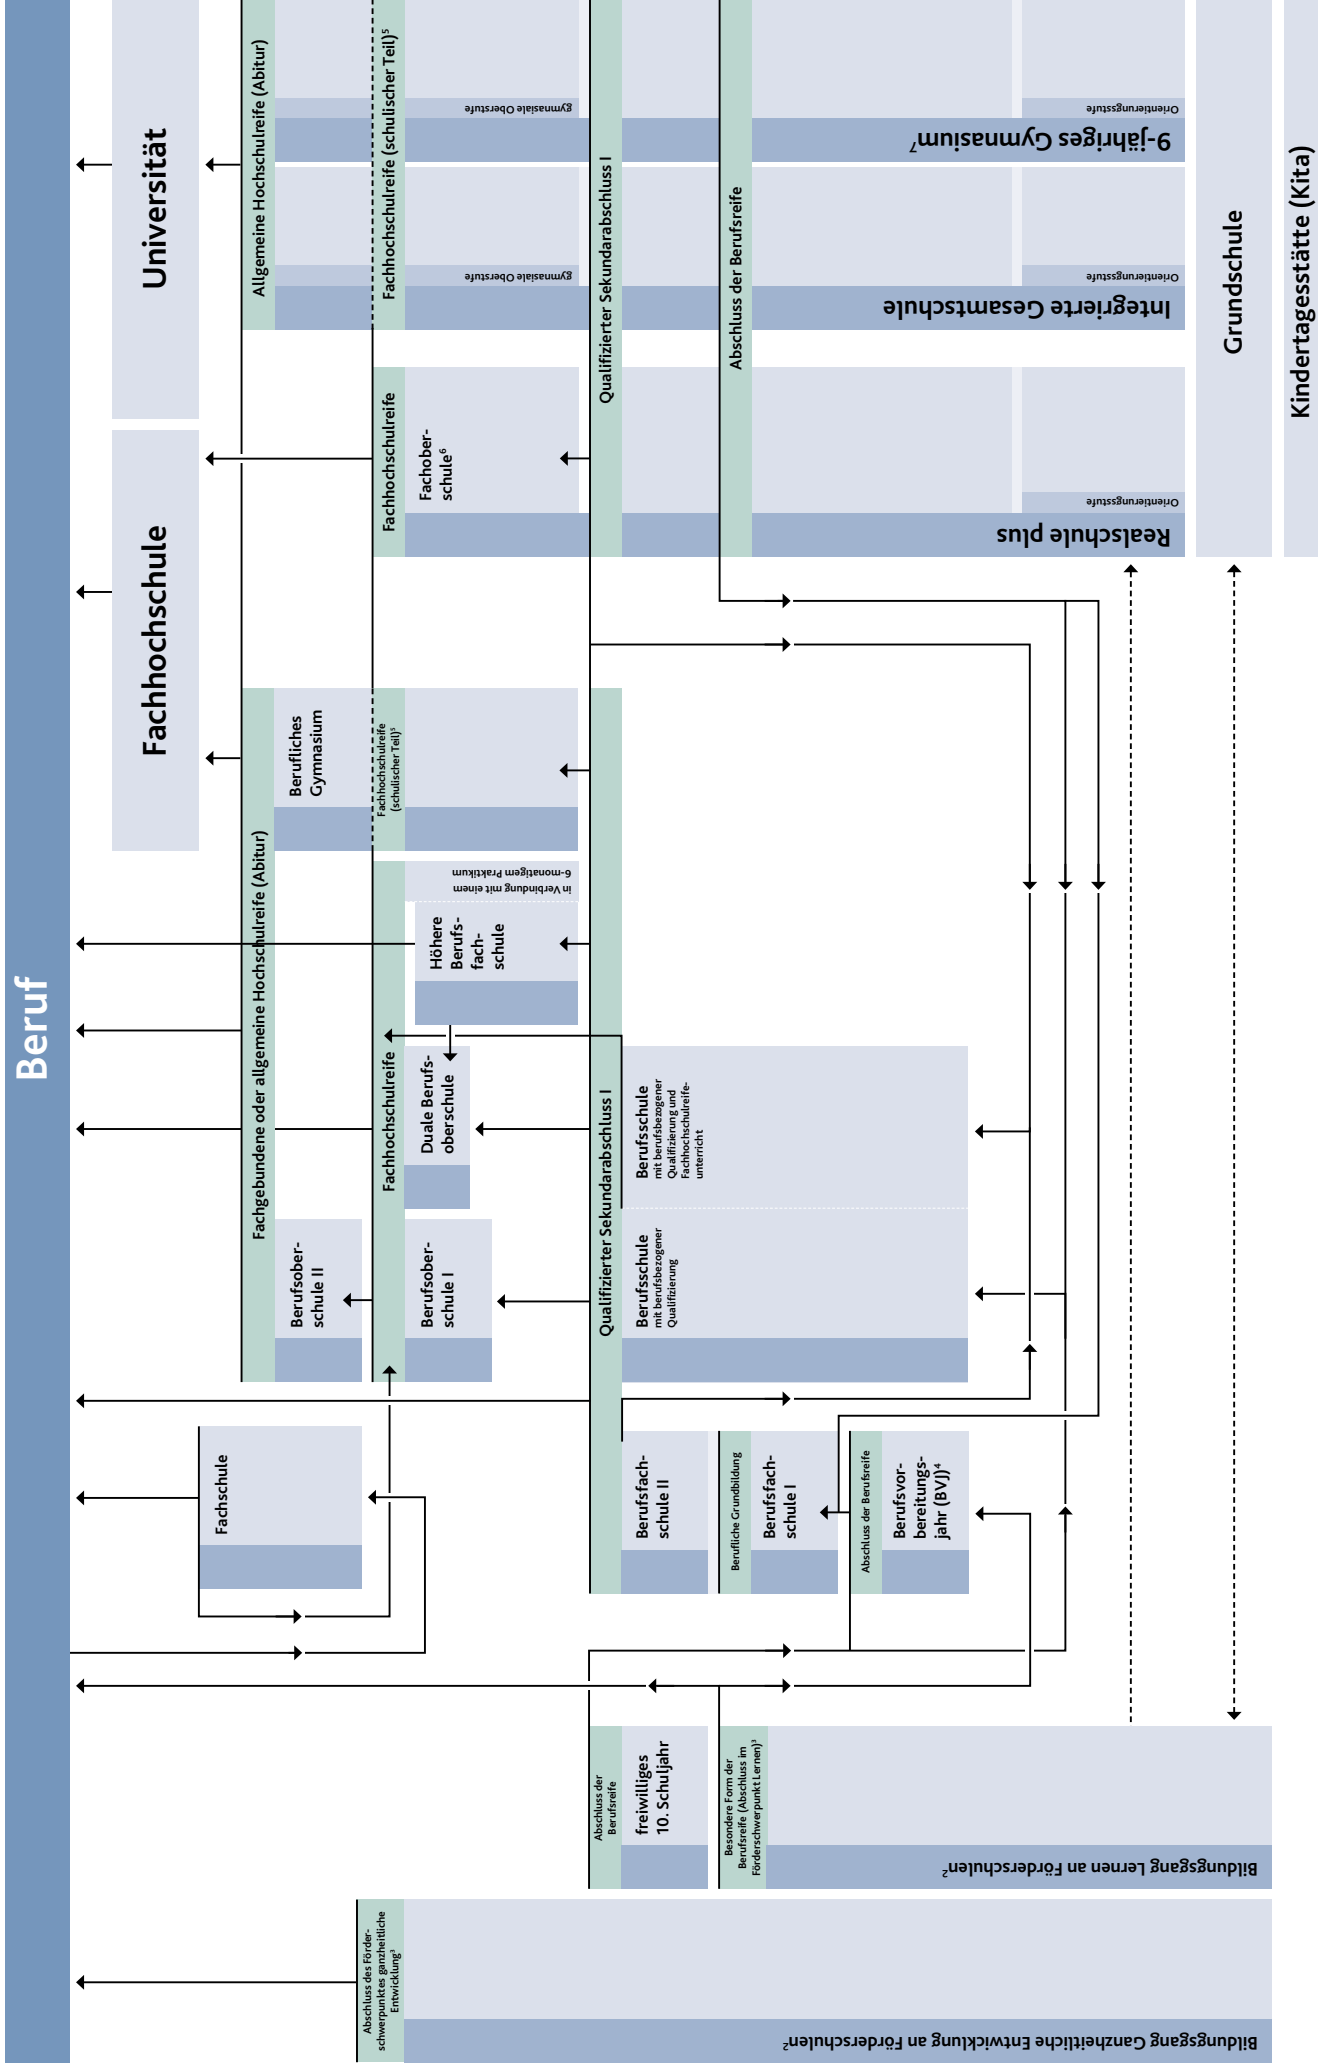 Beruf
Fachhochschule
Universität
Fachschule
Fachgebundene oder allgemeine Hochschulreife (Abitur)
Allgemeine Hochschulreife (Abitur)
Berufsober-
schule II
Berufliches
Gymnasium
Abschluss des Förder-
schwerpunktes ganzheitliche
Entwicklung³
Fachhochschulreife
Fachhochschulreife
(schulischer Teil)⁵
Fachhochschulreife
Fachhochschulreife (schulischer Teil)⁵
Berufsober-
schule I
Duale Berufs-
oberschule
Höhere
Berufs-
fach-
schule
in Verbindung mit einem
6-monatigem Praktikum
Fachober-
schule⁶
gymnasiale Oberstufe
gymnasiale Oberstufe
Abschluss der
Berufsreife
Qualifizierter Sekundarabschluss I
Qualifizierter Sekundarabschluss I
freiwilliges
10. Schuljahr
Berufsfach-
schule II
Berufsschule
mit berufsbezogener
Qualifizierung
Berufsschule
mit berufsbezogener
Qualifizierung und
Fachhochschulreife-
unterricht
Besondere Form der
Berufsreife (Abschluss im
Förderschwerpunkt Lernen)³
Berufliche Grundbildung
Abschluss der Berufsreife
Berufsfach-
schule I
Abschluss der Berufsreife
Berufsvor-
bereitungs-
jahr (BVJ)⁴
Bildungsgang Ganzheitliche Entwicklung an Förderschulen²
Bildungsgang Lernen an Förderschulen²
Realschule plus
Orientierungsstufe
Integrierte Gesamtschule
Orientierungsstufe
9-jähriges Gymnasium⁷
Orientierungsstufe
Grundschule
Kindertagesstätte (Kita)